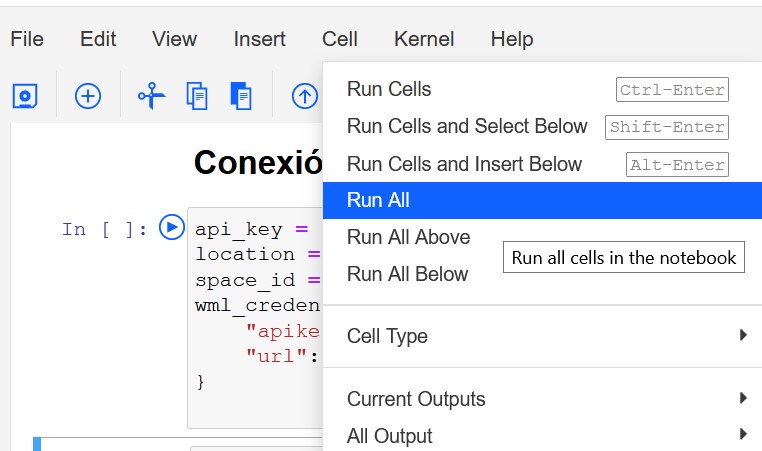 File Edit View Insert Cell Kernel Help
Run Cells Ctrl-Enter
Run Cells and Select Below Shift-Enter
Run Cells and Insert Below Alt-Enter
Run All
Run All Above
Run all cells in the notebook
Run All Below
Cell Type
Current Outputs
All Output
Conexió
In [ ]:
api_key =
location =
space_id =
wml_creden
"apike
"url":
}